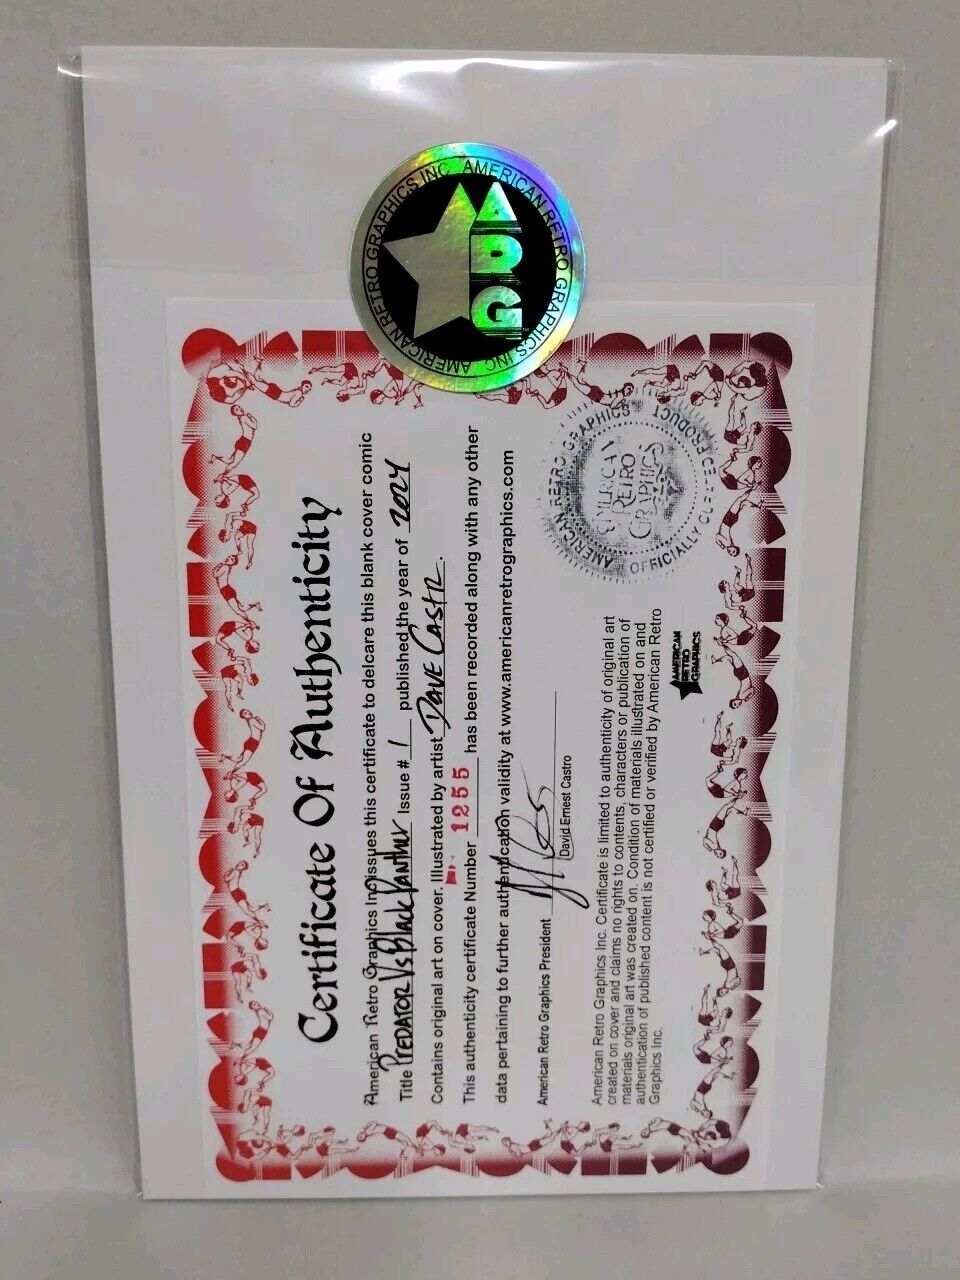 AMERICAN RETRO GRAPHICS INC.
AMERICAN RETRO GRAPHICS INC.
ARG
Certificate Of Authenticity
American Retro Graphics Inc issues this certificate to delcare this blank cover comic
Title Predator Vs Black Panther Issue # 1 published the year of 2024
Contains original art on cover. Illustrated by artist Dave Castr.
This authenticity certificate Number 1255 has been recorded along with any other
data pertaining to further authentication validity at www.americanretrographics.com
American Retro Graphics President
David Ernest Castro
AMERICAN RETRO GRAPHICS
OFFICIALLY PRODUCT
AMERICAN
RETRO
GRAPHICS
American Retro Graphics Inc. Certificate is limited to authenticity of original art
created on cover and claims no rights to contents, characters or publication of
materials original art was created on. Condition of materials illustrated on and
authentication of published content is not certified or verified by American Retro
Graphics Inc.
AMERICAN
RETRO
GRAPHICS